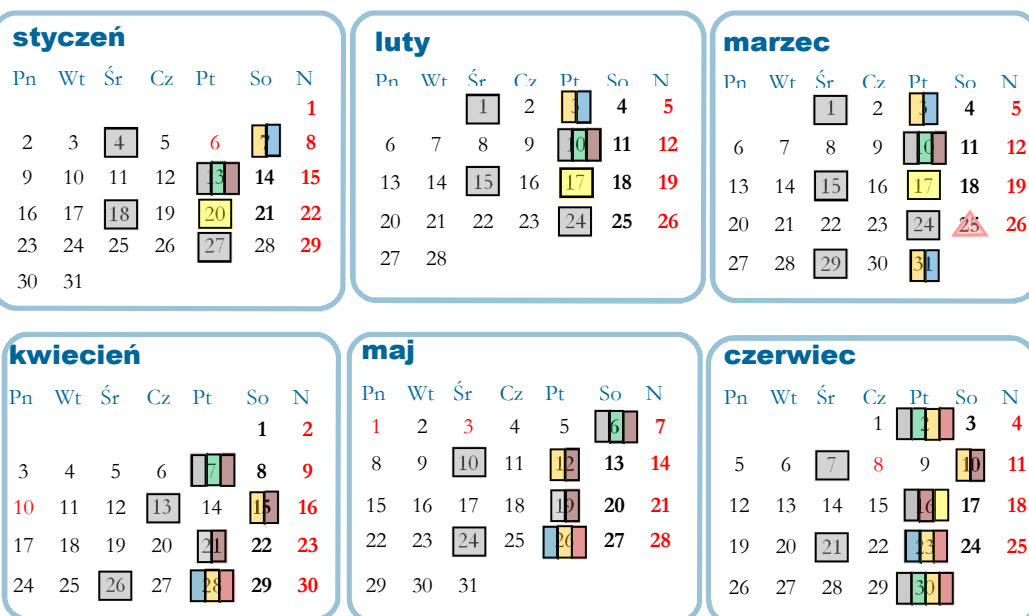 styczeń
Pn Wt Śr Cz Pt So N
1
2 3 4 5 6 7 8
9 10 11 12 13 14 15
16 17 18 19 20 21 22
23 24 25 26 27 28 29
30 31
luty
Pn Wt Śr Cz Pt So N
1 2 3 4 5
6 7 8 9 10 11 12
13 14 15 16 17 18 19
20 21 22 23 24 25 26
27 28
marzec
Pn Wt Śr Cz Pt So N
1 2 3 4 5
6 7 8 9 10 11 12
13 14 15 16 17 18 19
20 21 22 23 24 25 26
27 28 29 30 31
kwiecień
Pn Wt Śr Cz Pt So N
1 2
3 4 5 6 7 8 9
10 11 12 13 14 15 16
17 18 19 20 21 22 23
24 25 26 27 28 29 30
maj
Pn Wt Śr Cz Pt So N
1 2 3 4 5 6 7
8 9 10 11 12 13 14
15 16 17 18 19 20 21
22 23 24 25 26 27 28
29 30 31
czerwiec
Pn Wt Śr Cz Pt So N
1 2 3 4
5 6 7 8 9 10 11
12 13 14 15 16 17 18
19 20 21 22 23 24 25
26 27 28 29 30